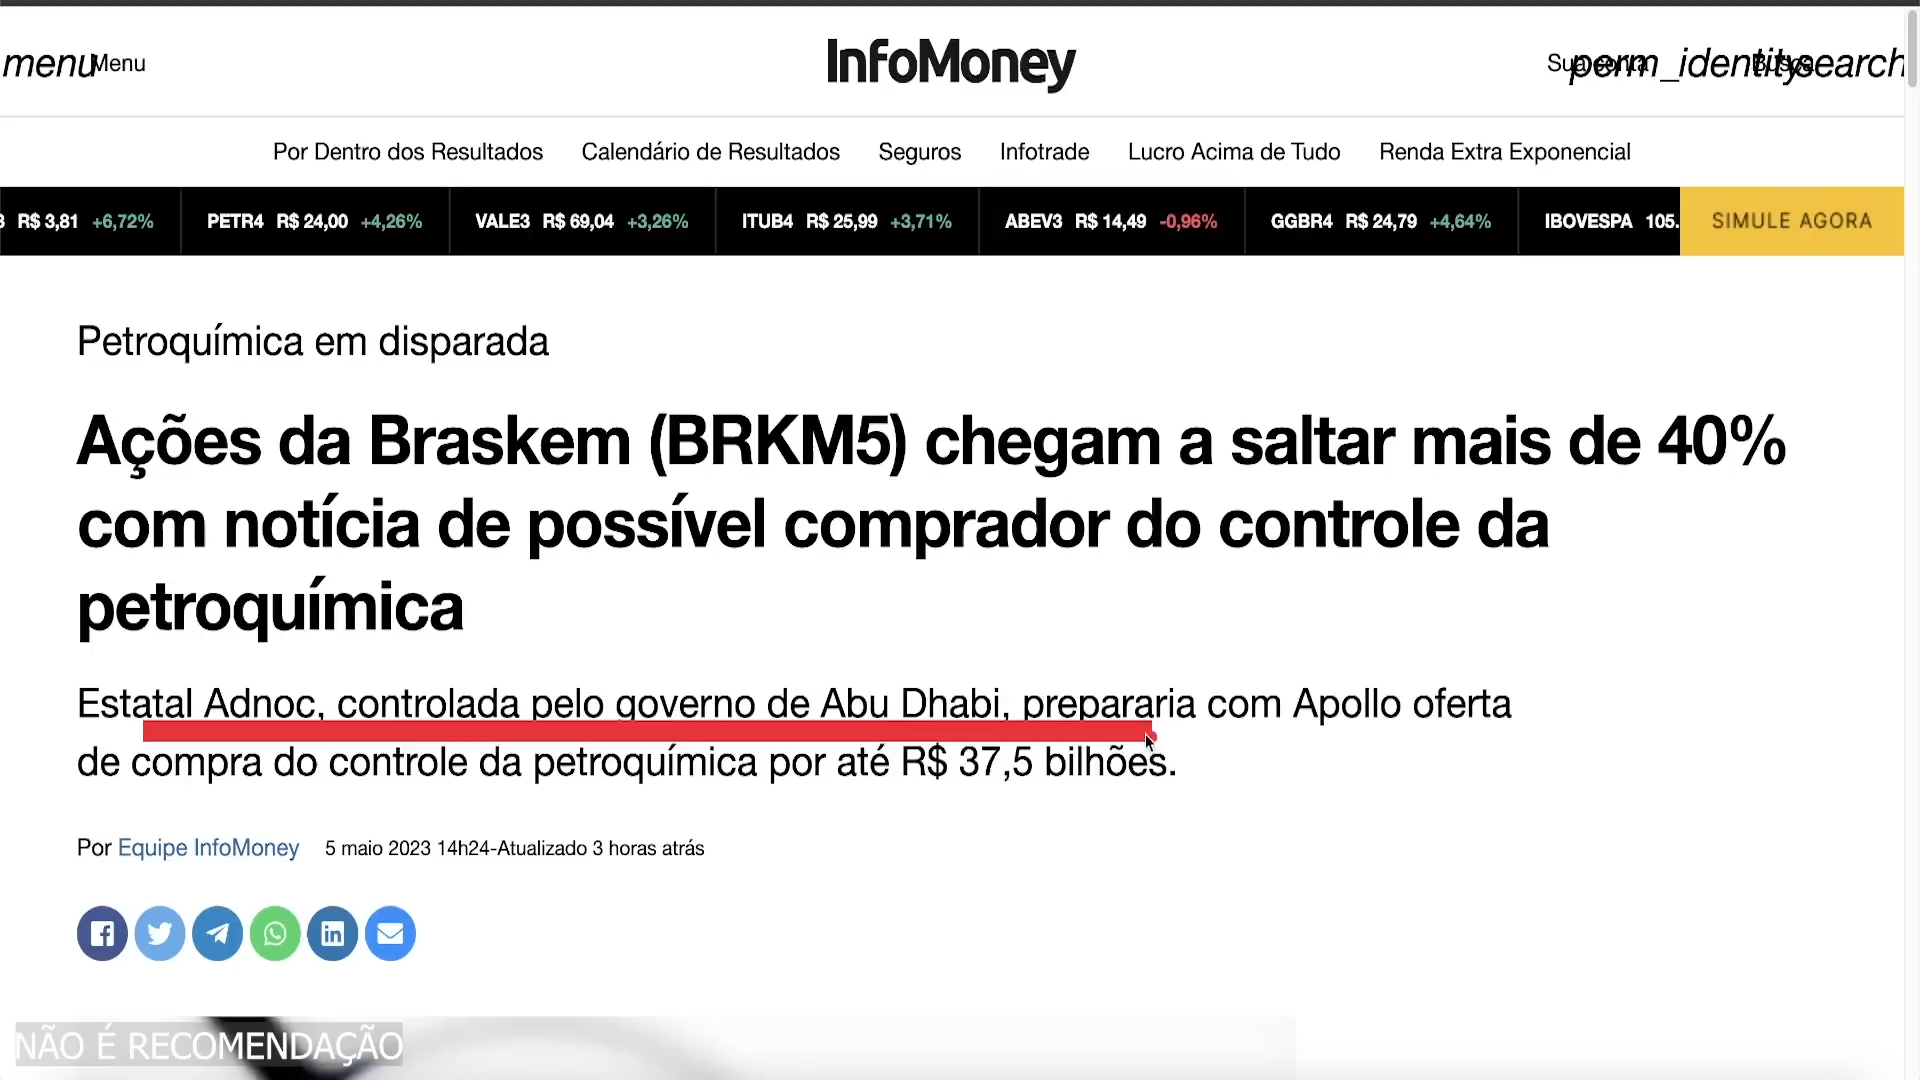 menu Menu
InfoMoney
Sua conta perm_identity Busca search
Por Dentro dos Resultados Calendário de Resultados Seguros Infotrade Lucro Acima de Tudo Renda Extra Exponencial
R$ 3,81 +6,72% PETR4 R$ 24,00 +4,26% VALE3 R$ 69,04 +3,26% ITUB4 R$ 25,99 +3,71% ABEV3 R$ 14,49 -0,96% GGBR4 R$ 24,79 +4,64% IBOVESPA 105. SIMULE AGORA
Petroquímica em disparada
Ações da Braskem (BRKM5) chegam a saltar mais de 40%
com notícia de possível comprador do controle da
petroquímica
Estatal Adnoc, controlada pelo governo de Abu Dhabi, prepararia com Apollo oferta
de compra do controle da petroquímica por até R$ 37,5 bilhões.
Por Equipe InfoMoney 5 maio 2023 14h24-Atualizado 3 horas atrás
NÃO É RECOMENDAÇÃO